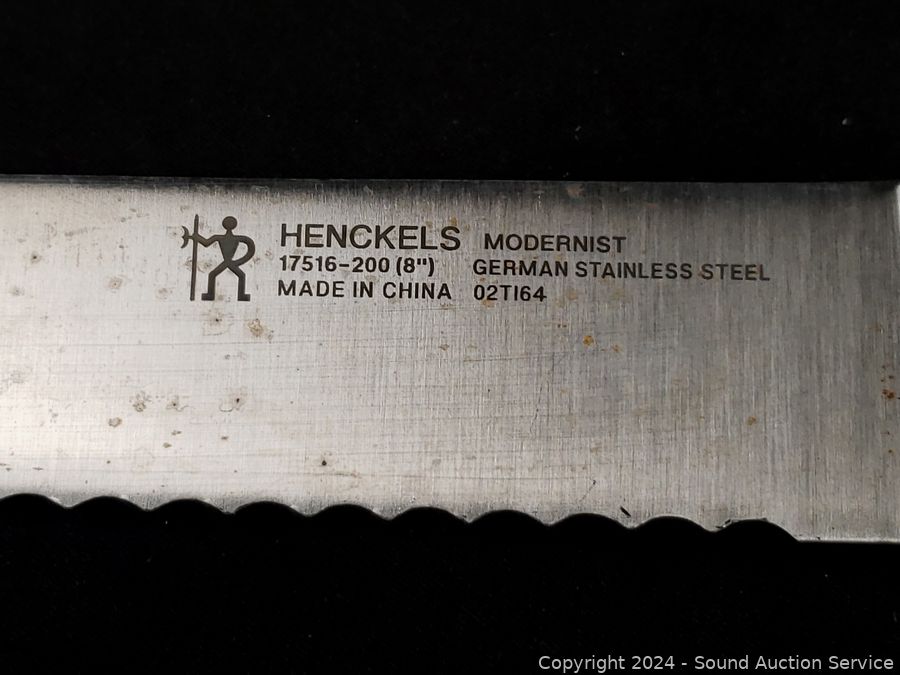 HENCKELS MODERNIST
17516-200 (8") GERMAN STAINLESS STEEL
MADE IN CHINA 02TI64
Copyright 2024 - Sound Auction Service